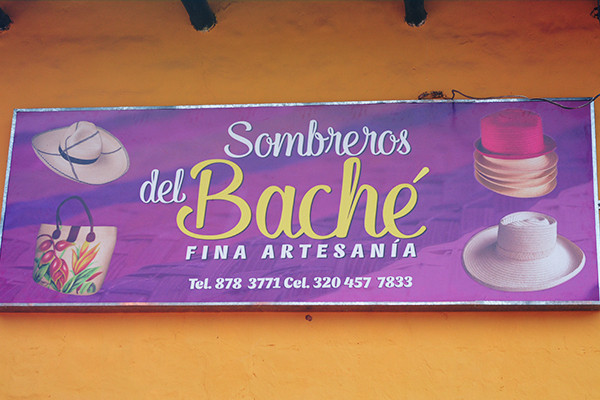 Sombreros
del Baché
FINA ARTESANÍA
Tel. 878 3771 Cel. 320 457 7833